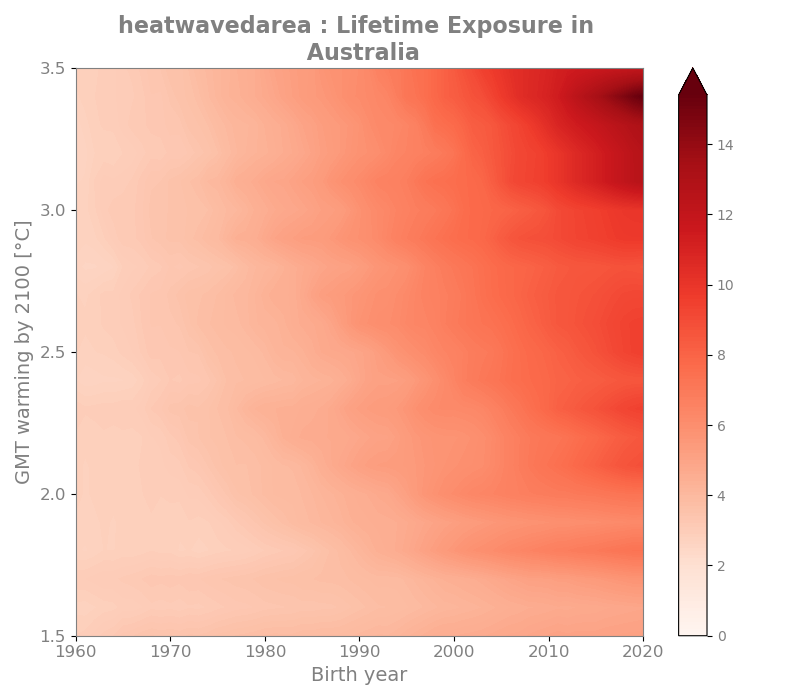 heatwavedarea : Lifetime Exposure in
Australia
3.5
3.0
2.5
2.0
1.5
GMT warming by 2100 [°C]
1960 1970 1980 1990 2000 2010 2020
Birth year
14
12
10
8
6
4
2
0